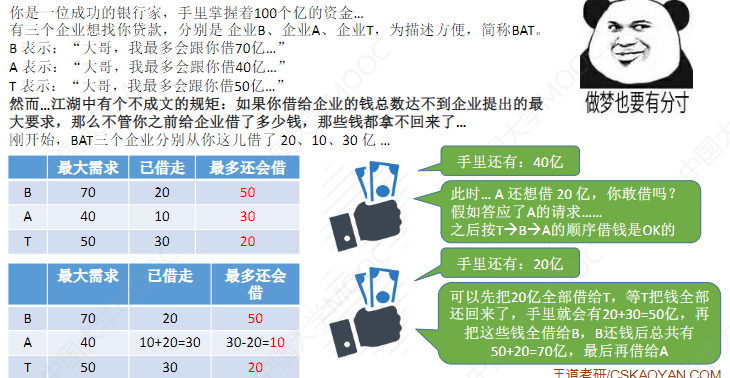 你是一位成功的银行家，手里掌握着100个亿的资金...
有三个企业想找你贷款，分别是 企业B、企业A、企业T，为描述方便，简称BAT。
B 表示：“大哥，我最多会跟你借70亿...”
A 表示：“大哥，我最多会跟你借40亿...”
T 表示：“大哥，我最多会跟你借50亿...”
然而...江湖中有个不成文的规矩：如果你借给企业的钱总数达不到企业提出的最
大要求，那么不管你之前给企业借了多少钱，那些钱都拿不回来了...
刚开始，BAT三个企业分别从你这儿借了 20、10、30 亿 ...
做梦也要有分寸
最大需求 已借走 最多还会借
B 70 20 50
A 40 10 30
T 50 30 20
手里还有：40亿
此时... A 还想借 20 亿，你敢借吗？
假如答应了A的请求......
之后按T→B→A的顺序借钱是OK的
最大需求 已借走 最多还会
借
B 70 20 50
A 40 10+20=30 30-20=10
T 50 30 20
手里还有：20亿
可以先把20亿全部借给T，等T把钱全部
还回来了，手里就会有20+30=50亿，再
把这些钱全借给B，B还钱后总共有
50+20=70亿，最后再借给A
王道考研/CSKAOYAN.COM
中国大学MOOC